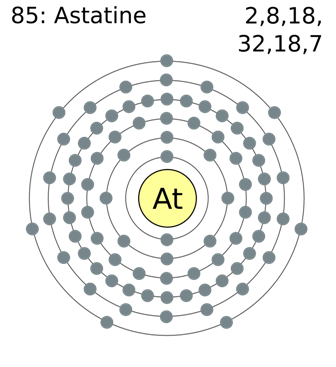 85: Astatine
2,8,18,
32,18,7
At